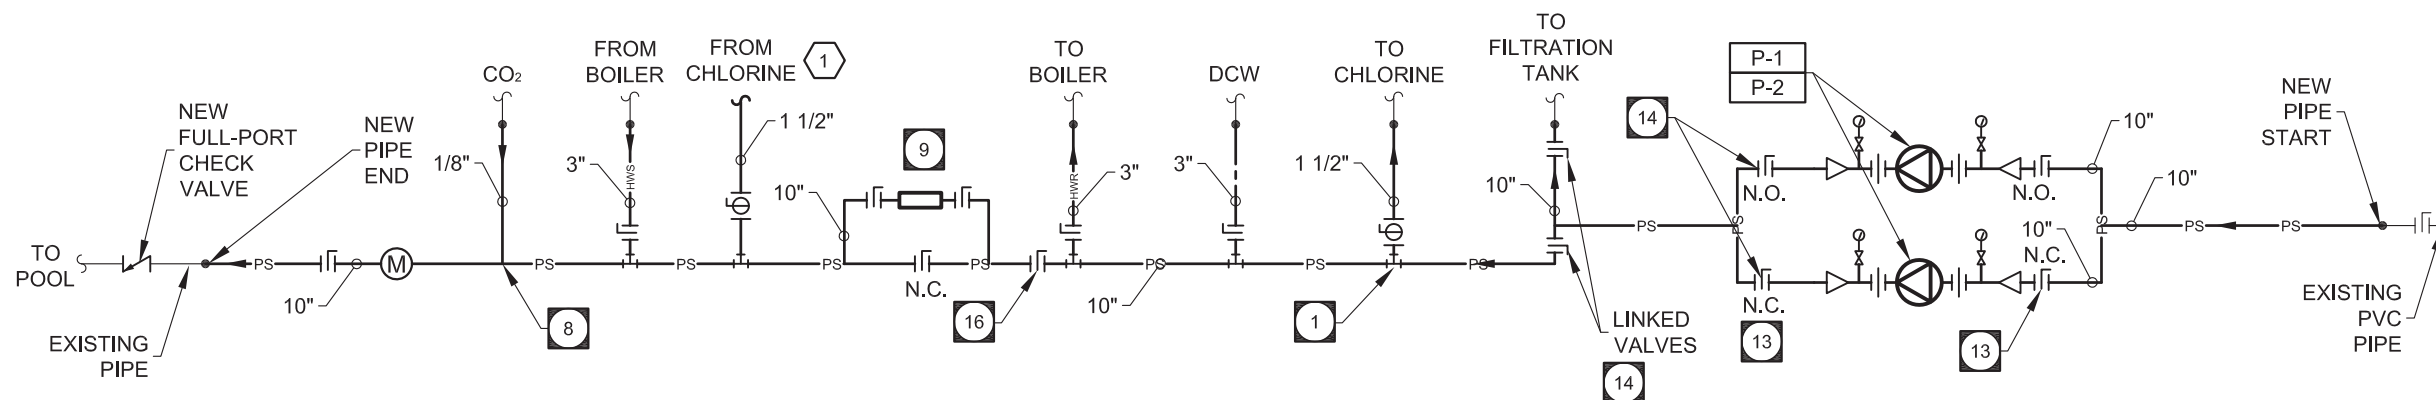 TO
POOL
EXISTING
PIPE
NEW
FULL-PORT
CHECK
VALVE
NEW
PIPE
END
PS
10"
M
CO₂
1/8"
8
PS
FROM
BOILER
3"
HWS
PS
FROM
CHLORINE
1
1 1/2"
PS
10"
9
N.C.
PS
16
TO
BOILER
HWR
3"
10"
PS
DCW
3"
PS
TO
CHLORINE
1 1/2"
1
PS
TO
FILTRATION
TANK
10"
LINKED
VALVES
14
PS
PS
14
N.O.
N.C.
13
P-1
P-2
N.O.
10"
10"
N.C.
13
PS
10"
PS
PS
NEW
PIPE
START
EXISTING
PVC
PIPE